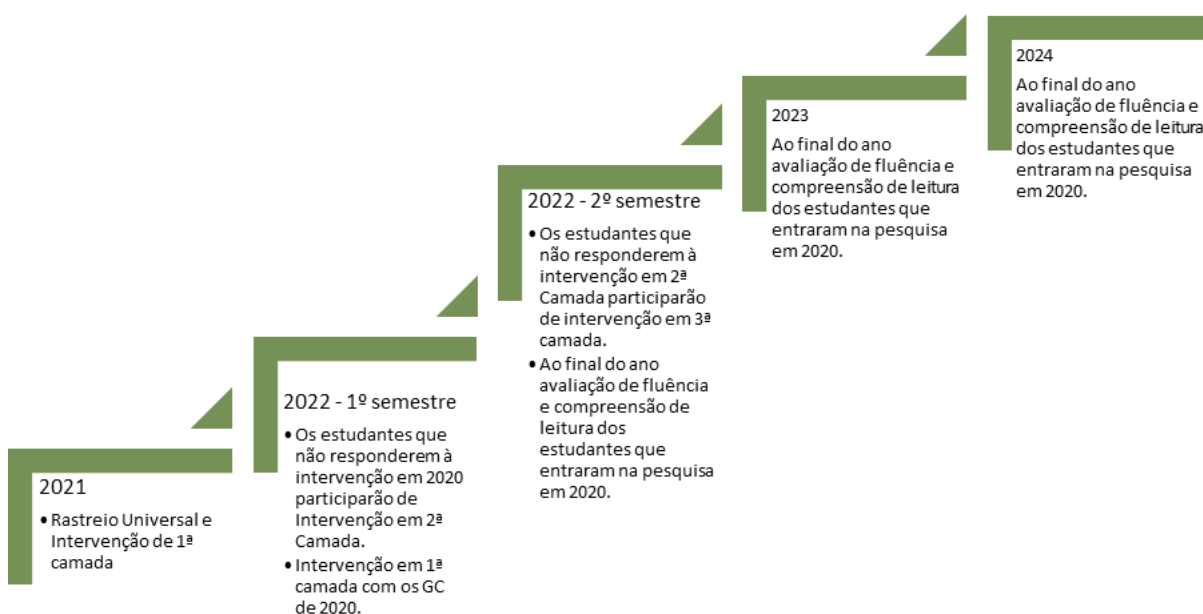 2021
• Rastreio Universal e
Intervenção de 1ª
camada
2022 - 1º semestre
• Os estudantes que
não responderem à
intervenção em 2020
participarão de
Intervenção em 2ª
Camada.
• Intervenção em 1ª
camada com os GC
de 2020.
2022 - 2º semestre
• Os estudantes que
não responderem à
intervenção em 2ª
Camada participarão
de intervenção em 3ª
camada.
• Ao final do ano
avaliação de fluência
e compreensão de
leitura dos
estudantes que
entraram na pesquisa
em 2020.
2023
Ao final do ano
avaliação de fluência e
compreensão de leitura
dos estudantes que
entraram na pesquisa
em 2020.
2024
Ao final do ano
avaliação de fluência e
compreensão de leitura
dos estudantes que
entraram na pesquisa
em 2020.